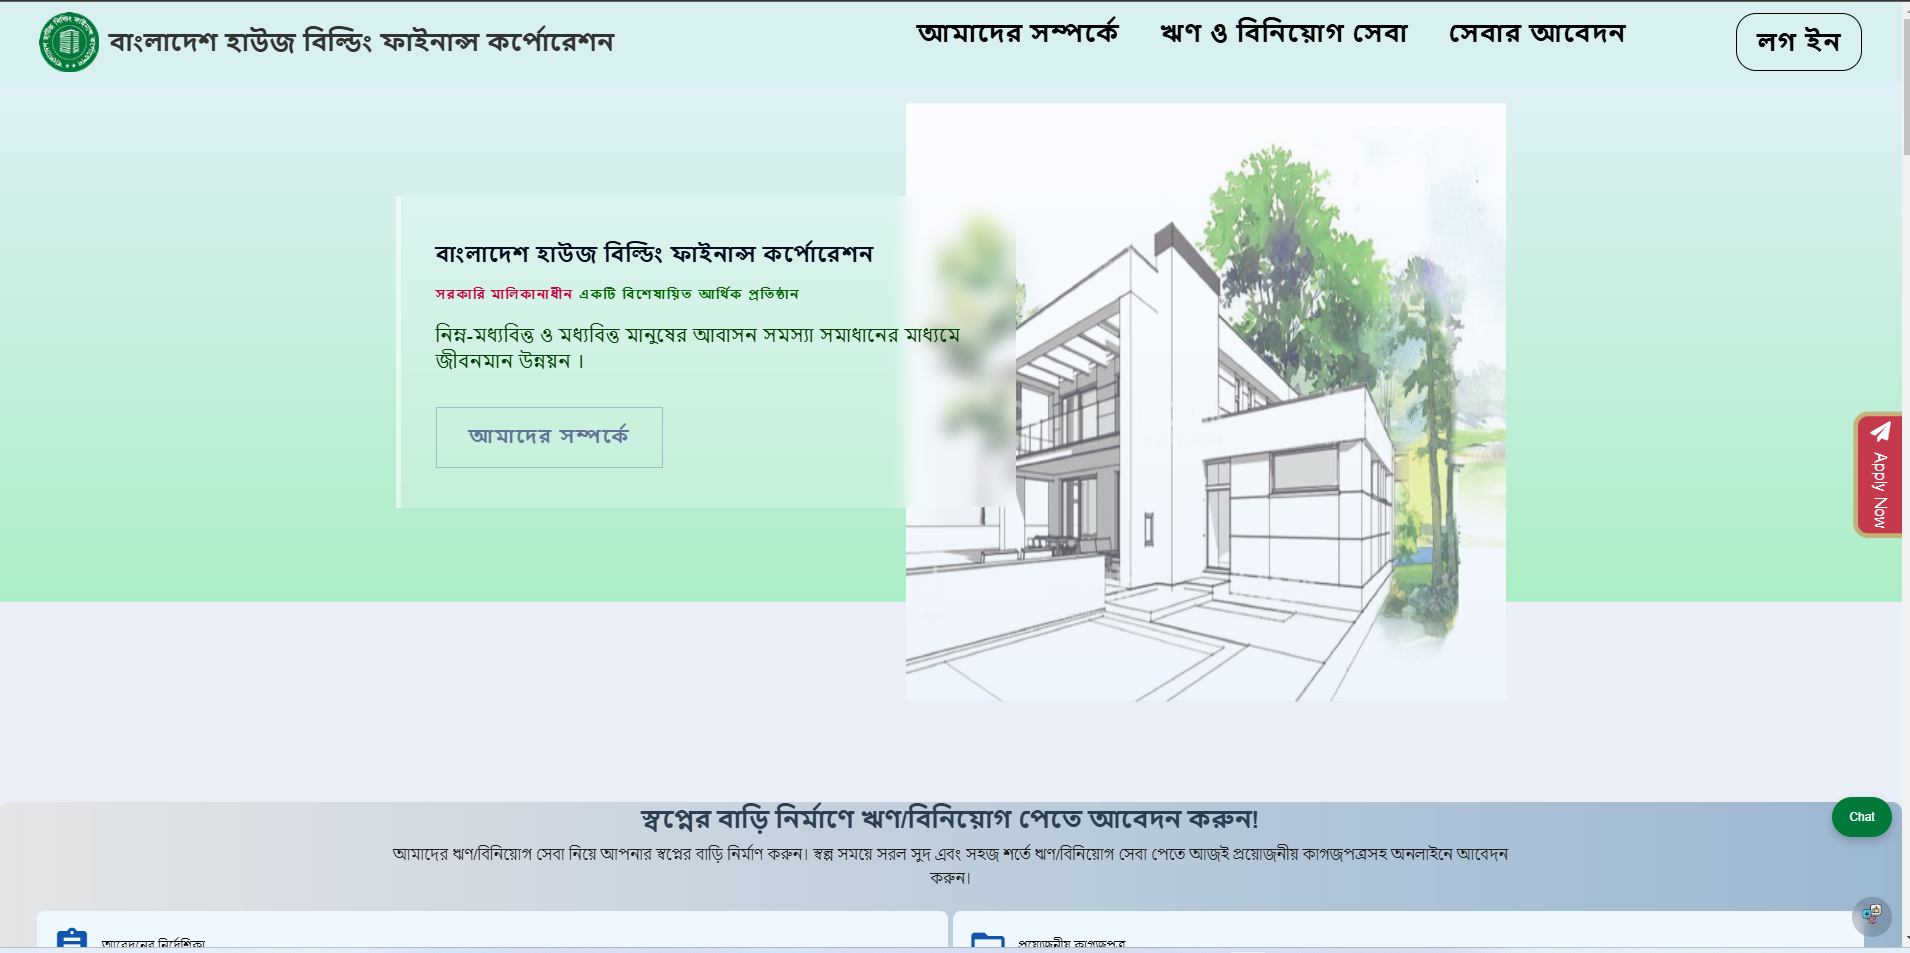 বাংলাদেশ হাউজ বিল্ডিং ফাইনান্স কর্পোরেশন
আমাদের সম্পর্কে ঋণ ও বিনিয়োগ সেবা সেবার আবেদন
লগ ইন
বাংলাদেশ হাউজ বিল্ডিং ফাইনান্স কর্পোরেশন
সরকারি মালিকানাধীন একটি বিশেষায়িত আর্থিক প্রতিষ্ঠান
নিম্ন-মধ্যবিত্ত ও মধ্যবিত্ত মানুষের আবাসন সমস্যা সমাধানের মাধ্যমে
জীবনমান উন্নয়ন ।
আমাদের সম্পর্কে
Apply Now
স্বপ্নের বাড়ি নির্মাণে ঋণ/বিনিয়োগ পেতে আবেদন করুন!
Chat
আমাদের ঋণ/বিনিয়োগ সেবা নিয়ে আপনার স্বপ্নের বাড়ি নির্মাণ করুন। স্বল্প সময়ে সরল সুদ এবং সহজ শর্তে ঋণ/বিনিয়োগ সেবা পেতে আজই প্রয়োজনীয় কাগজপত্রসহ অনলাইনে আবেদন
করুন।
আবেদনের নির্দেশিকা
প্রয়োজনীয় কাগজপত্র